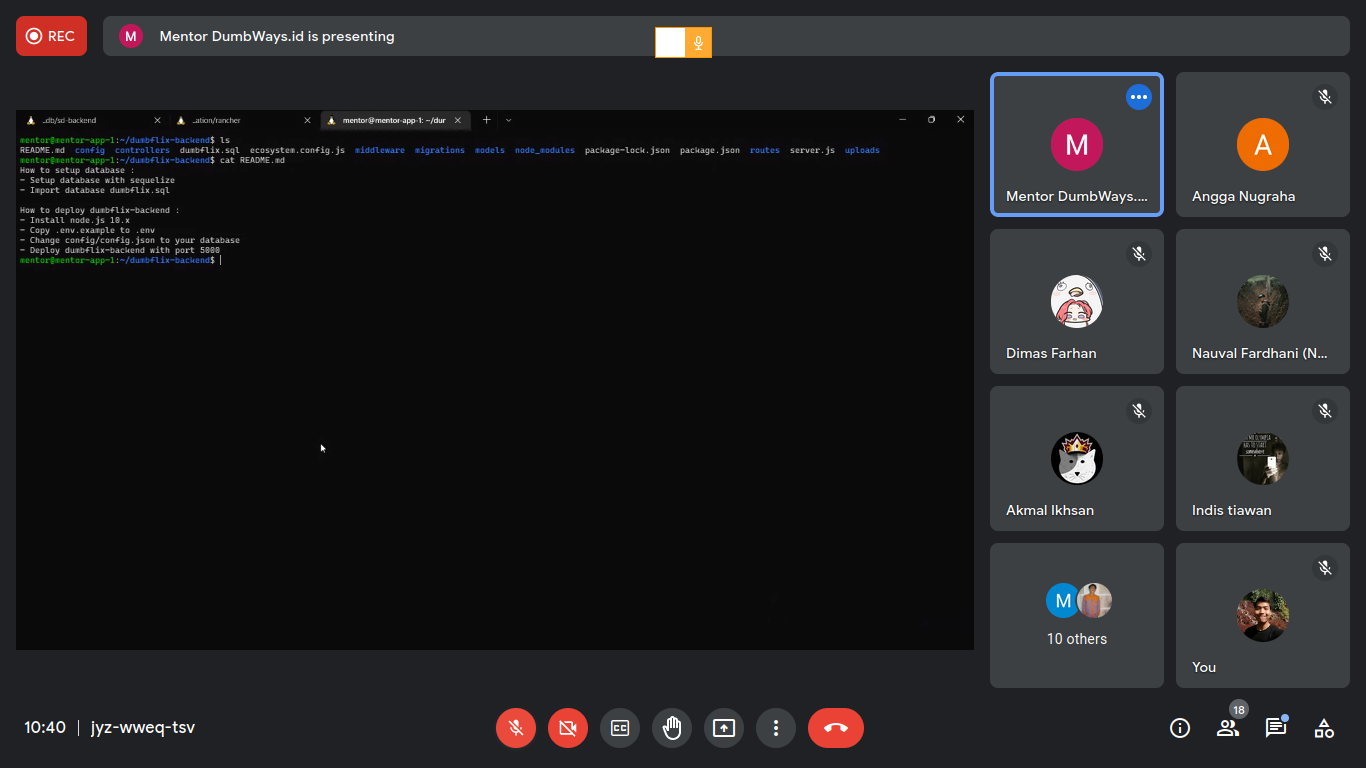 REC
M
Mentor DumbWays.id is presenting
..db/sd-backend
..ation/rancher
mentor@mentor-app-1: ~/dur
mentor@mentor-app-1:~/dumbflix-backend$ ls
README.md config controllers dumbflix.sql ecosystem.config.js middleware migrations models node_modules package-lock.json package.json routes server.js uploads
mentor@mentor-app-1:~/dumbflix-backend$ cat README.md
How to setup database :
- Setup database with sequelize
- Import database dumbflix.sql
How to deploy dumbflix-backend :
- Install node.js 10.x
- Copy .env.example to .env
- Change config/config.json to your database
- Deploy dumbflix-backend with port 5000
mentor@mentor-app-1:~/dumbflix-backend$
M
Mentor DumbWays....
A
Angga Nugraha
Dimas Farhan
Nauval Fardhani (N...
Akmal Ikhsan
Indis tiawan
M
10 others
You
10:40 | jyz-wweq-tsv
CC
18